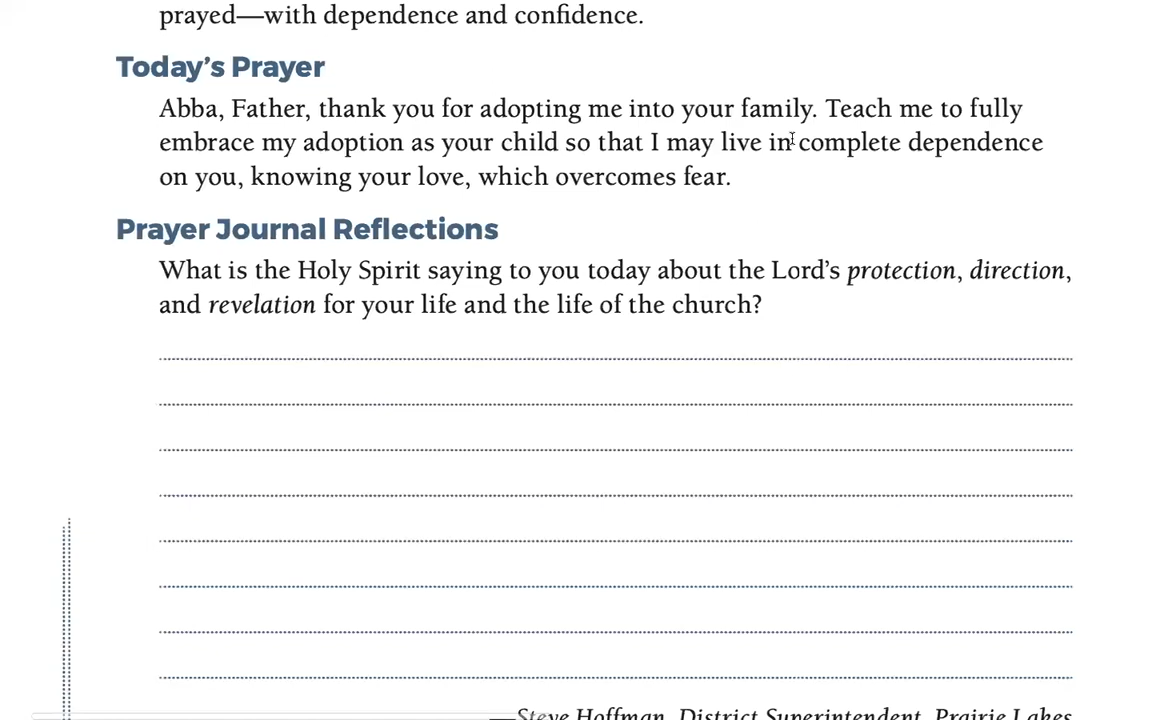 prayed—with dependence and confidence.
Today’s Prayer
Abba, Father, thank you for adopting me into your family. Teach me to fully
embrace my adoption as your child so that I may live in complete dependence
on you, knowing your love, which overcomes fear.
Prayer Journal Reflections
What is the Holy Spirit saying to you today about the Lord’s protection, direction,
and revelation for your life and the life of the church?
—Steve Hoffman, District Superintendent, Prairie Lakes